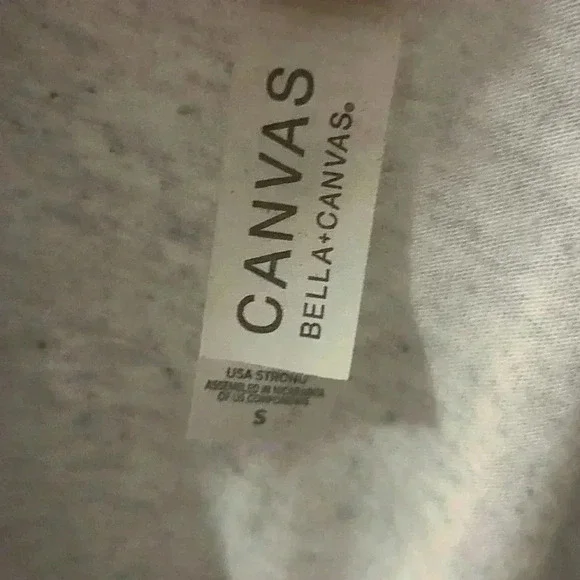 CANVAS
BELLA+CANVAS®
USA STRONG
ASSEMBLED IN NICARAGUA
OF US COMPONENTS
S